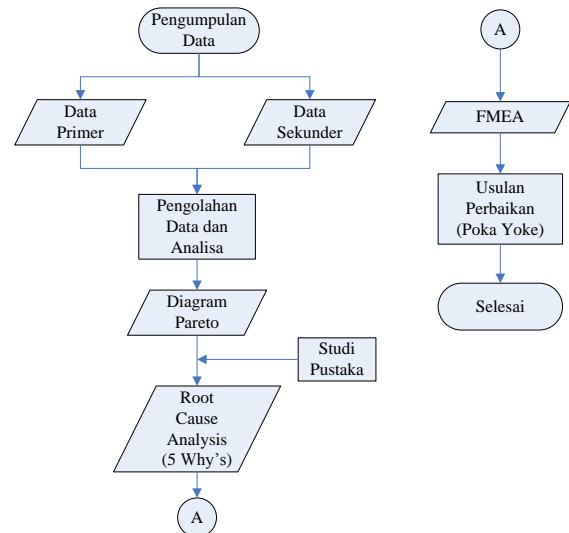 Pengumpulan
Data
Data
Primer
Data
Sekunder
Pengolahan
Data dan
Analisa
Diagram
Pareto
Studi
Pustaka
Root
Cause
Analysis
(5 Why’s)
A
A
FMEA
Usulan
Perbaikan
(Poka Yoke)
Selesai